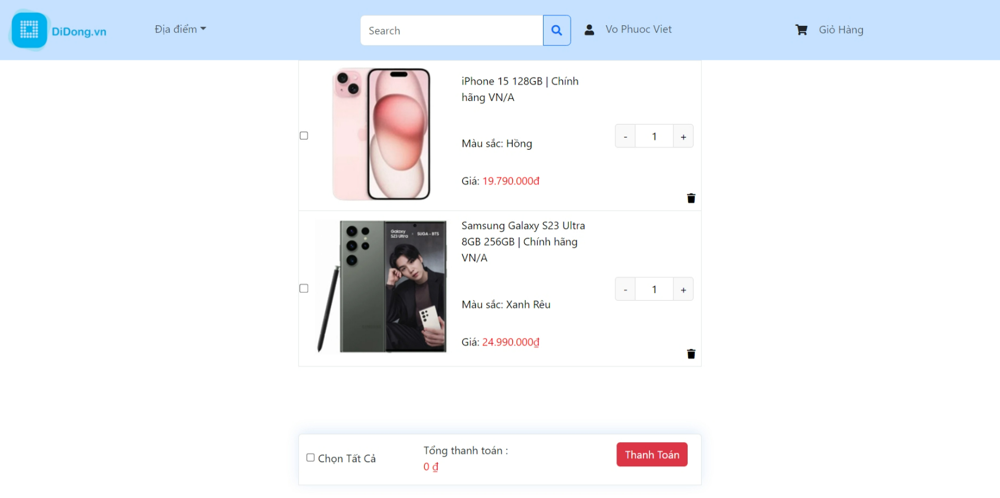 DiDong.vn
Địa điểm
Search
Vo Phuoc Viet
Giỏ Hàng
iPhone 15 128GB | Chính
hãng VN/A
Màu sắc: Hồng
Giá: 19.790.000đ
- 1 +
Galaxy
S23 Ultra
SUGA - BTS
Samsung Galaxy S23 Ultra
8GB 256GB | Chính hãng
VN/A
Màu sắc: Xanh Rêu
Giá: 24.990.000₫
- 1 +
Chọn Tất Cả
Tổng thanh toán :
0 ₫
Thanh Toán